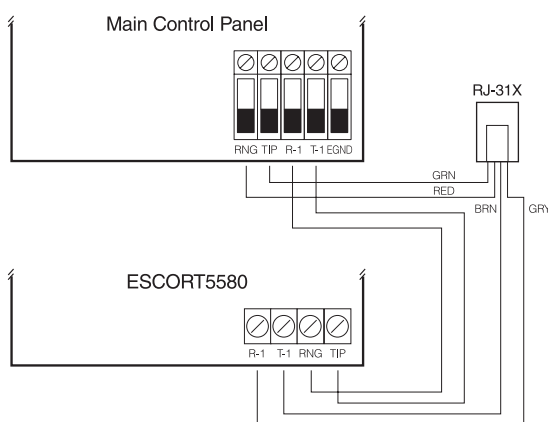 Main Control Panel
RJ-31X
RNG TIP R-1 T-1 EGND
GRN
RED
BRN
GRY
ESCORT5580
R-1 T-1 RNG TIP